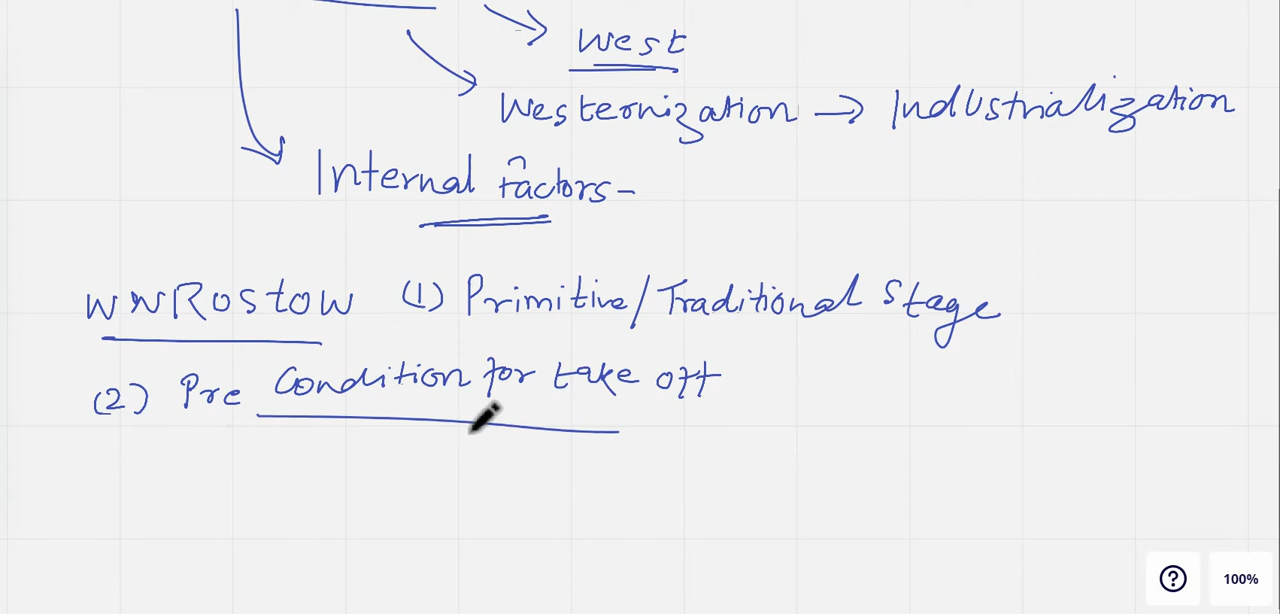 West
Westernization → Industrialization
Internal factors-
WWRostow (1) Primitive/Traditional Stage
(2) Pre Condition for take off
100%